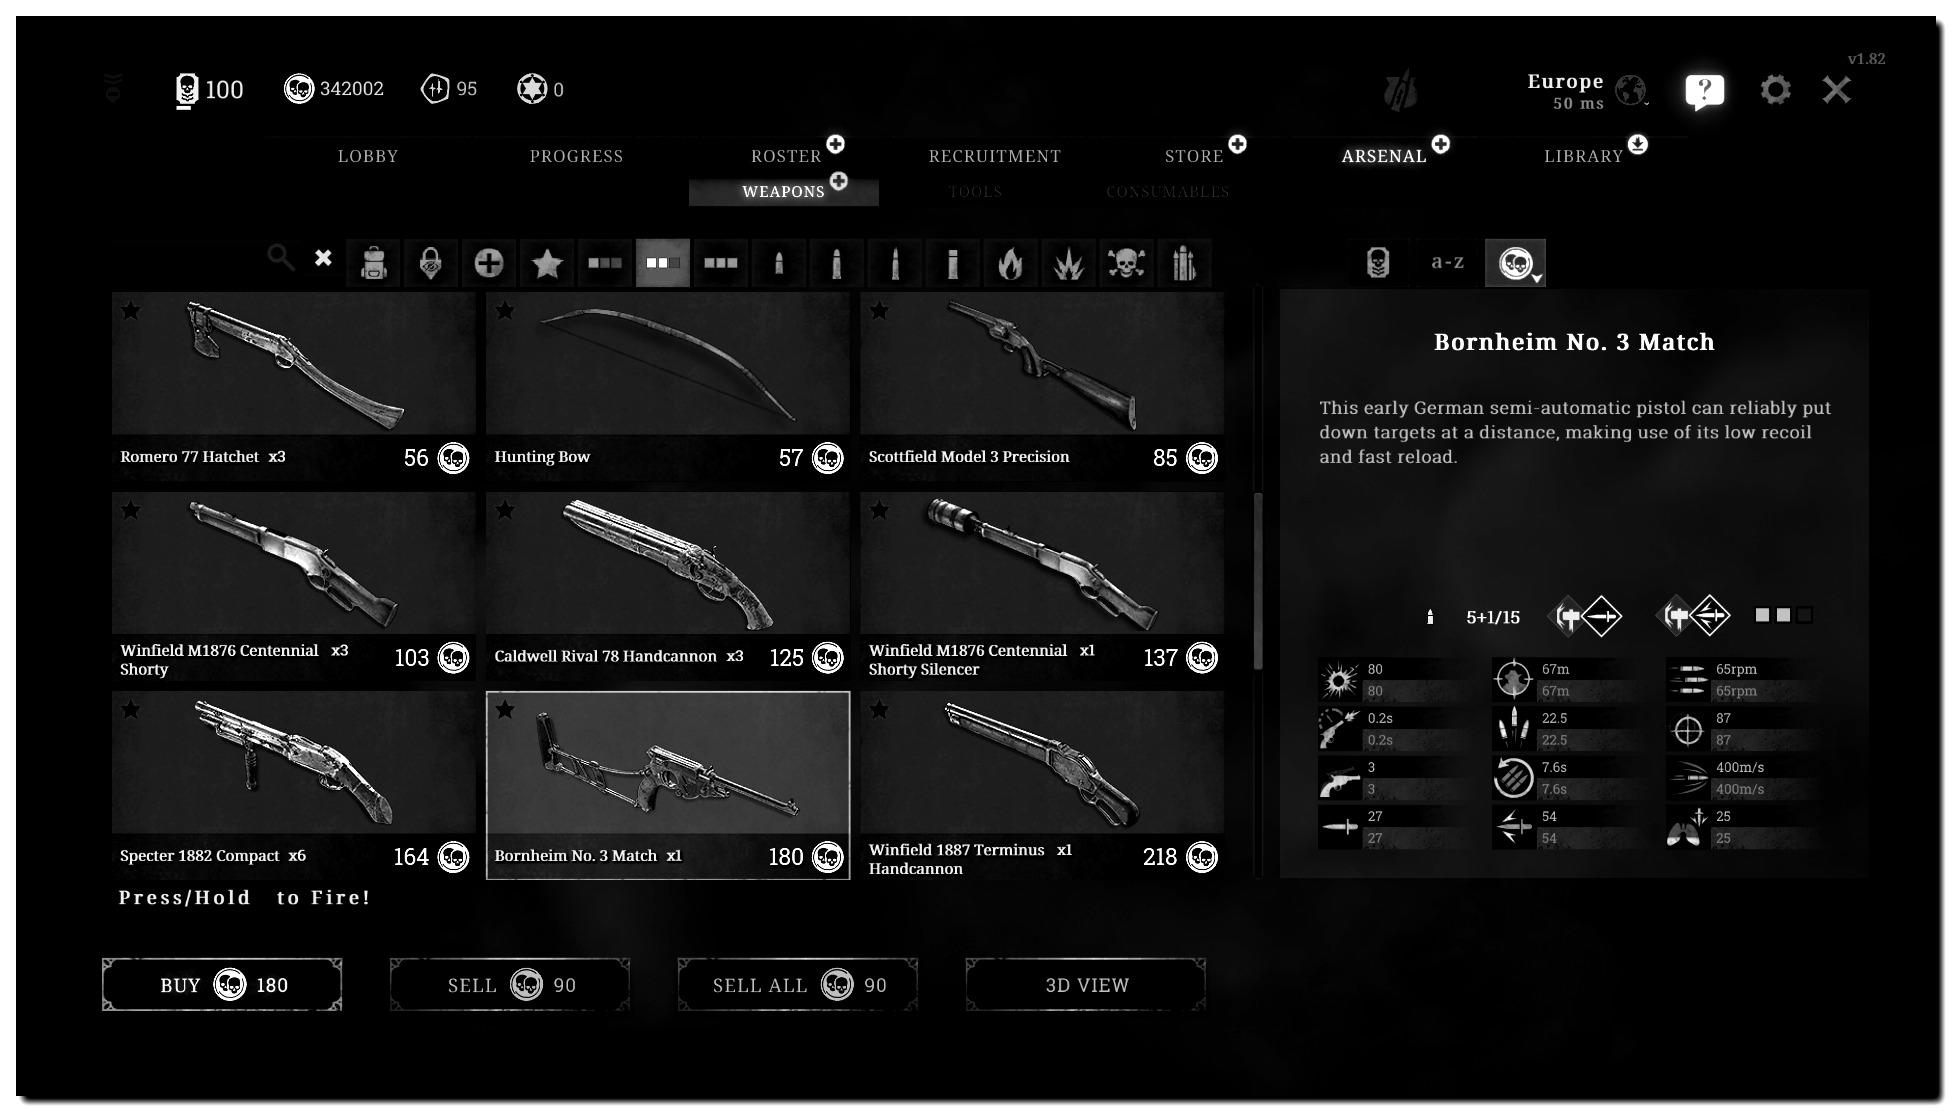 v1.82
100
342002
95
0
Europe
50 ms
?
LOBBY
PROGRESS
ROSTER
RECRUITMENT
STORE
ARSENAL
LIBRARY
WEAPONS
TOOLS
CONSUMABLES
a-z
Romero 77 Hatchet x3
56
Hunting Bow
57
Scottfield Model 3 Precision
85
Winfield M1876 Centennial x3
Shorty
103
Caldwell Rival 78 Handcannon x3
125
Winfield M1876 Centennial x1
Shorty Silencer
137
Specter 1882 Compact x6
164
Bornheim No. 3 Match x1
180
Winfield 1887 Terminus x1
Handcannon
218
Press/Hold to Fire!
BUY 180
SELL 90
SELL ALL 90
3D VIEW
Bornheim No. 3 Match
This early German semi-automatic pistol can reliably put
down targets at a distance, making use of its low recoil
and fast reload.
5+1/15
80
80
67m
67m
65rpm
65rpm
0.2s
0.2s
22.5
22.5
87
87
3
3
7.6s
7.6s
400m/s
400m/s
27
27
54
54
25
25